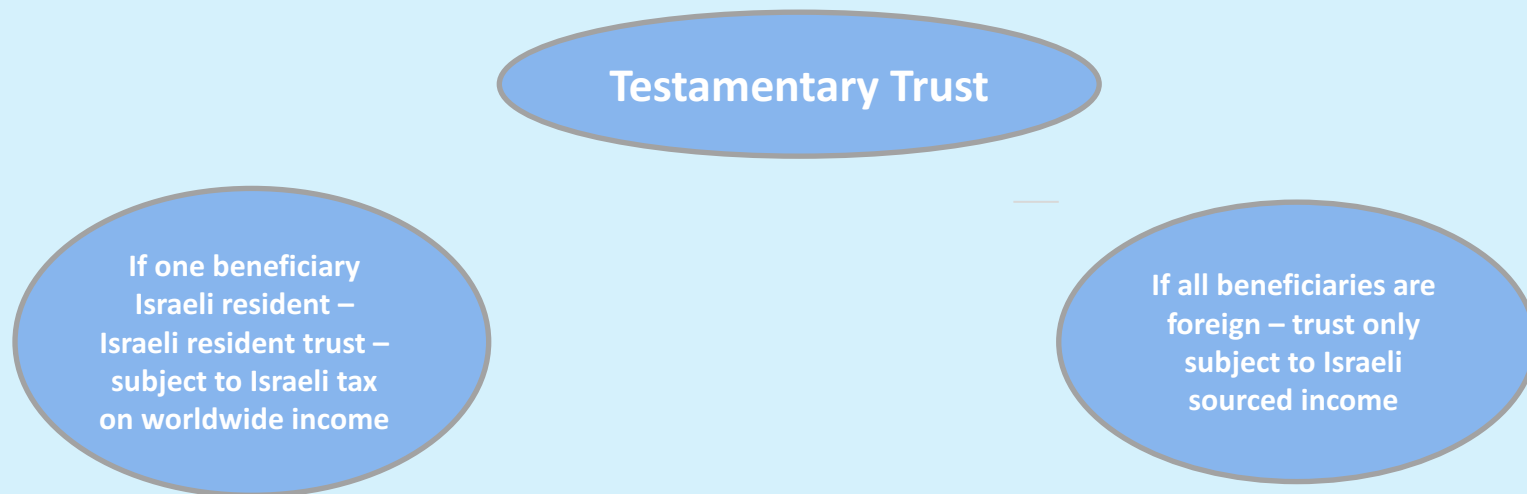 Testamentary Trust
If one beneficiary
Israeli resident –
Israeli resident trust –
subject to Israeli tax
on worldwide income
If all beneficiaries are
foreign – trust only
subject to Israeli
sourced income